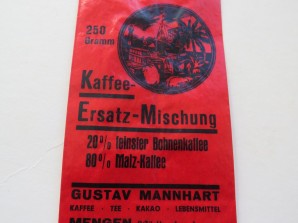 250
Gramm
Kaffee-
Ersatz-Mischung
20% feinster Bohnenkaffee
80% Malz-Kaffee
GUSTAV MANNHART
KAFFEE - TEE - KAKAO - LEBENSMITTEL
MENGEN